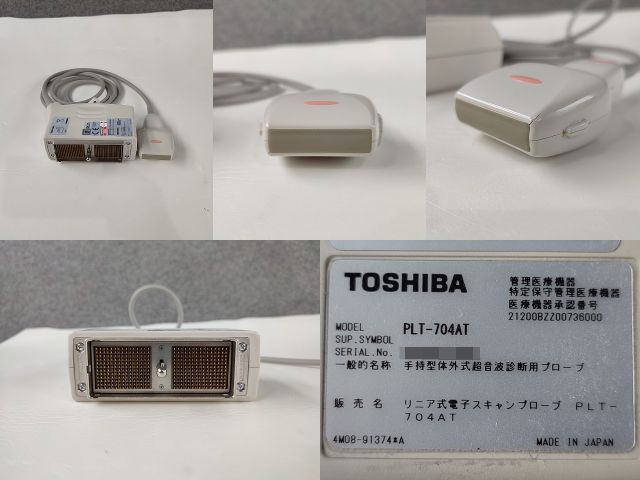 TOSHIBA
管理医療機器
特定保守管理医療機器
医療機器承認番号
21200BZZ00736000
MODEL PLT-704AT
SUP.SYMBOL
SERIAL.No.
一般的名称 手持型体外式超音波診断用プローブ
販売名 リニア式電子スキャンプローブ PLT-
704AT
4M08-91374*A MADE IN JAPAN